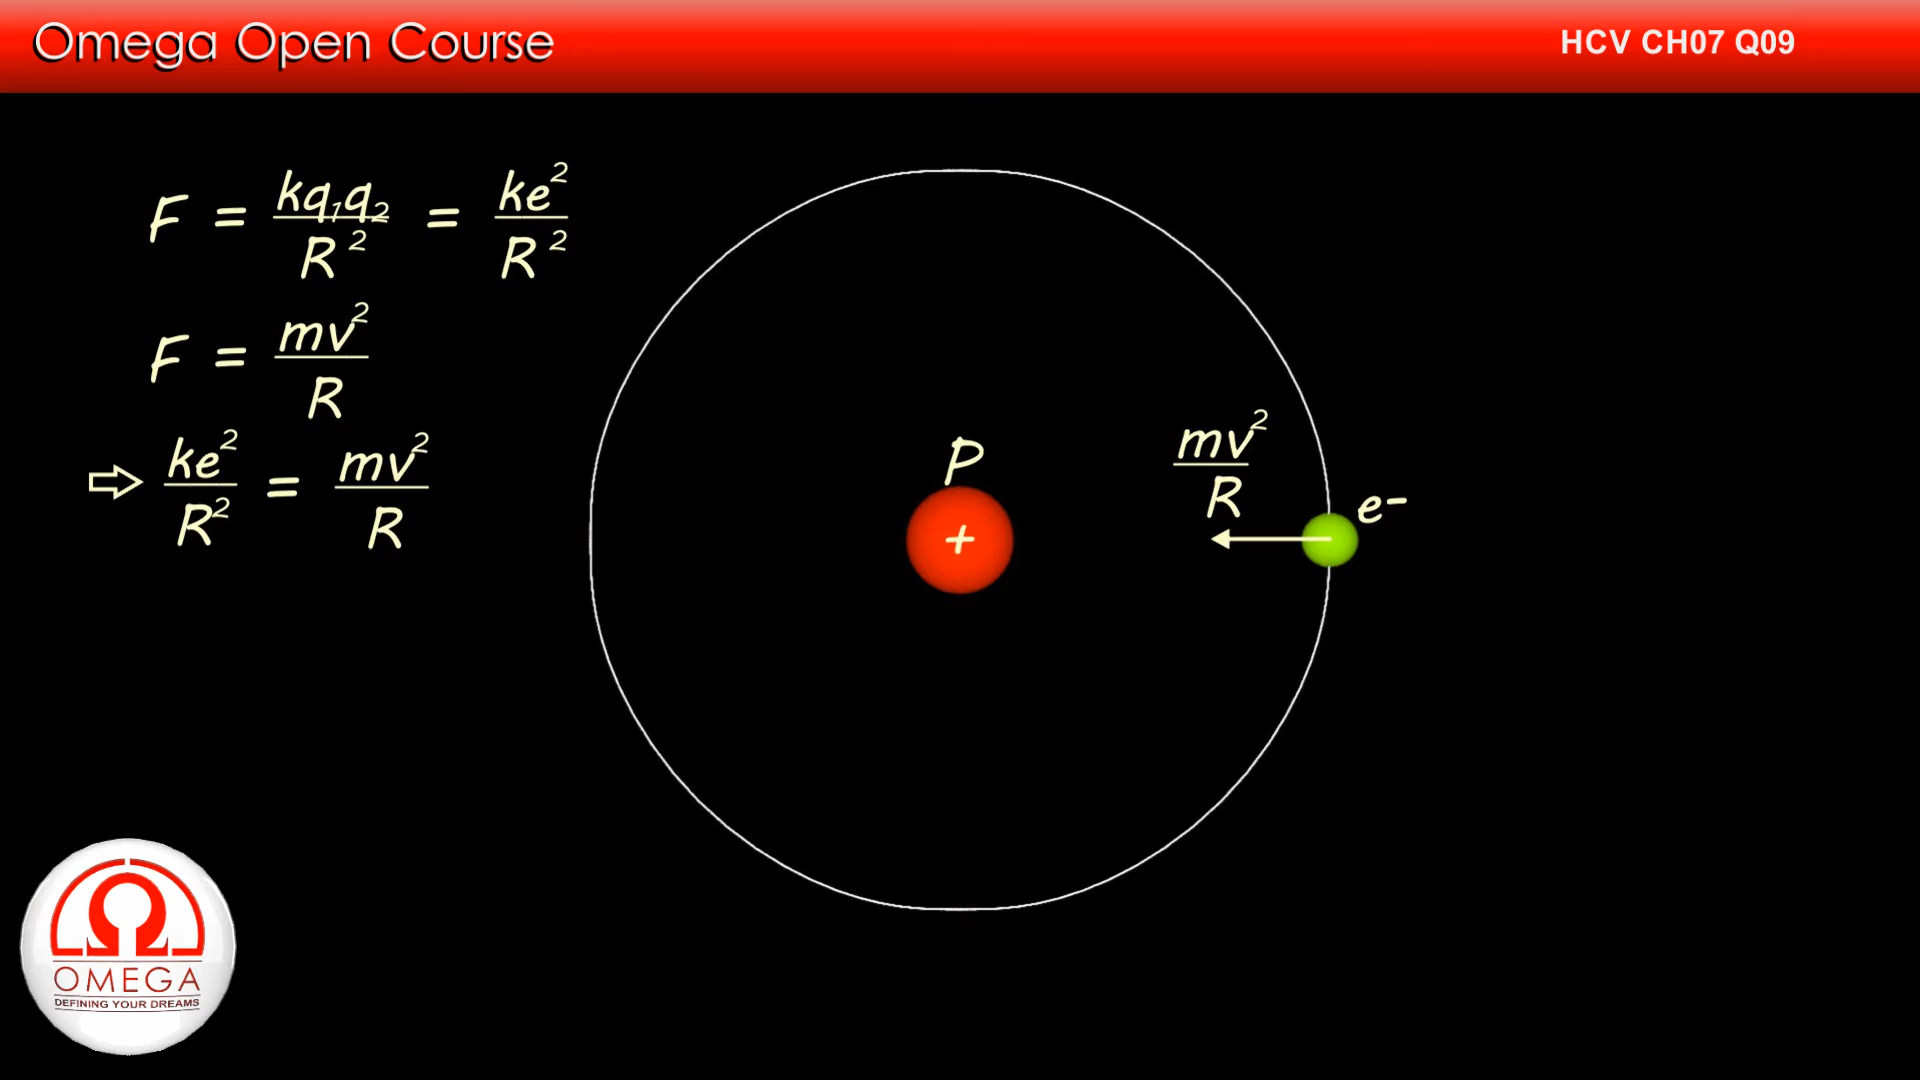 Omega Open Course
HCV CH07 Q09
F = kq₁q₂/R² = ke²/R²
F = mv²/R
⇨ ke²/R² = mv²/R
P
+
mv²/R
e-
Ω
OMEGA
DEFINING YOUR DREAMS